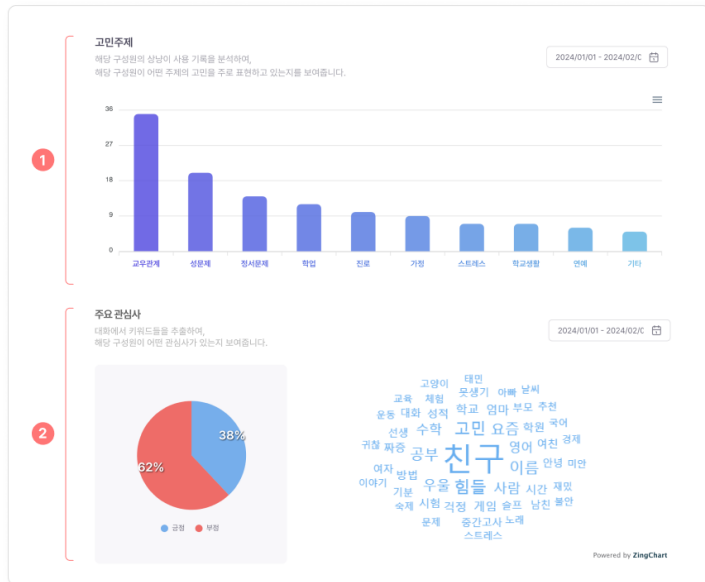 고민주제
해당 구성원의 상냥이 사용 기록을 분석하여,
해당 구성원이 어떤 주제의 고민을 주로 표현하고 있는지를 보여줍니다.
2024/01/01 - 2024/02/0
1
36
27
18
9
0
교우관계 성문제 정서문제 학업 진로 가정 스트레스 학교생활 연애 기타
주요 관심사
대화에서 키워드들을 추출하여,
해당 구성원이 어떤 관심사가 있는지 보여줍니다.
2024/01/01 - 2024/02/0
2
38%
62%
긍정 부정
고양이 태민
교육 체험 못생기 아빠 날씨
운동 대화 성적 학교 엄마 부모 추천
선생 수학 고민 요즘 학원 국어
귀찮 짜증 공부 친구 영어 여친 경제
여자 방법 이름 안녕 미안
이야기 기분 우울 힘들 사람 시간 재밌
숙제 시험 걱정 게임 슬프 남친 불안
문제 중간고사 노래
스트레스
Powered by ZingChart